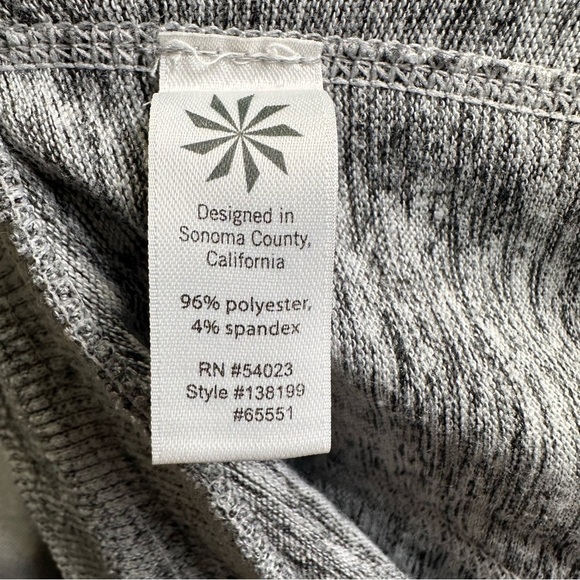 Designed in
Sonoma County,
California
96% polyester,
4% spandex
RN #54023
Style #138199
#65551